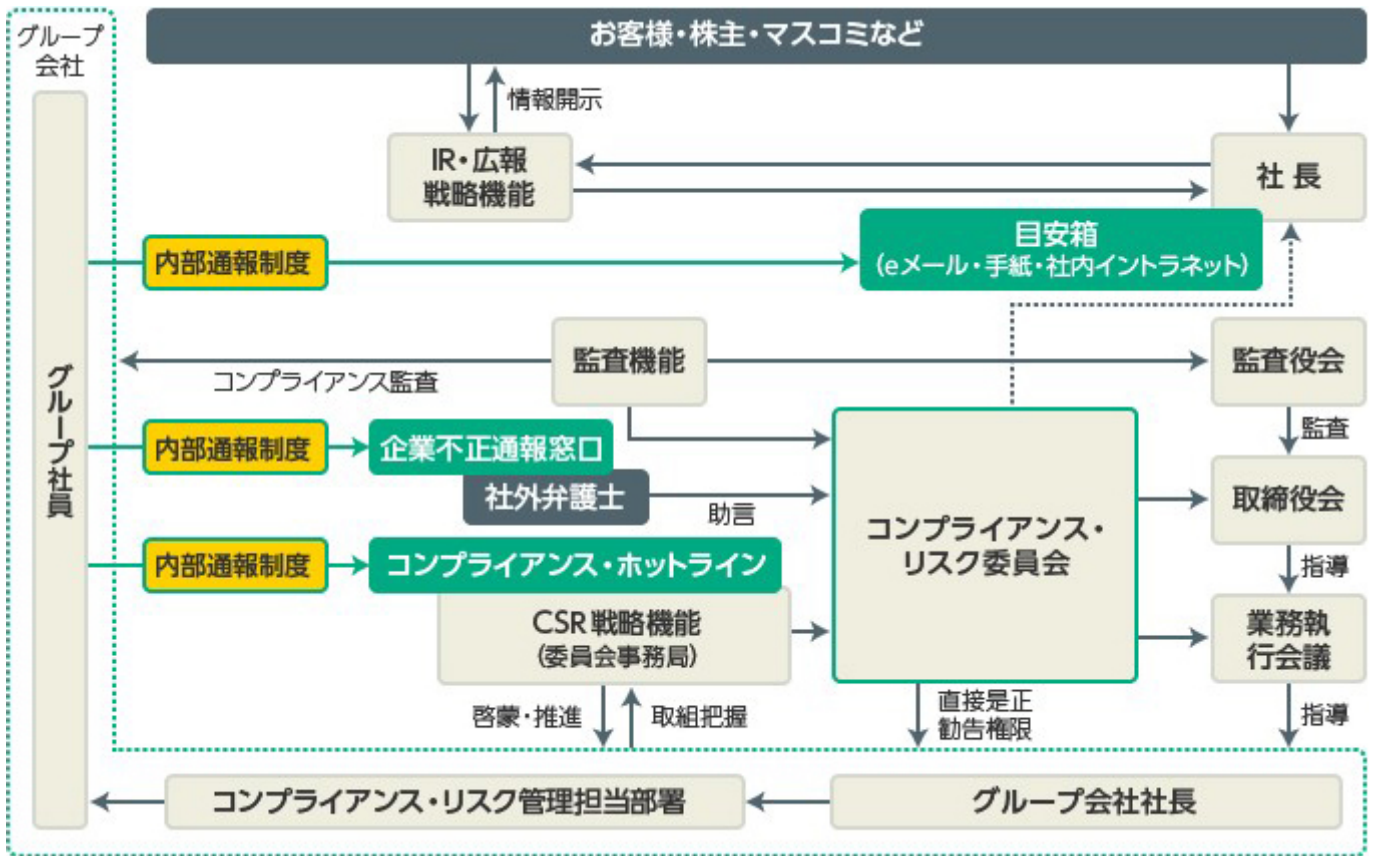 グループ
会社
お客様・株主・マスコミなど
情報開示
IR・広報
戦略機能
社長
内部通報制度
目安箱
(eメール・手紙・社内イントラネット)
監査機能
監査役会
コンプライアンス監査
グループ社員
監査
内部通報制度
企業不正通報窓口
社外弁護士
助言
コンプライアンス・
リスク委員会
取締役会
指導
内部通報制度
コンプライアンス・ホットライン
CSR戦略機能
(委員会事務局)
業務執
行会議
啓蒙・推進
取組把握
直接是正
勧告権限
指導
コンプライアンス・リスク管理担当部署
グループ会社社長